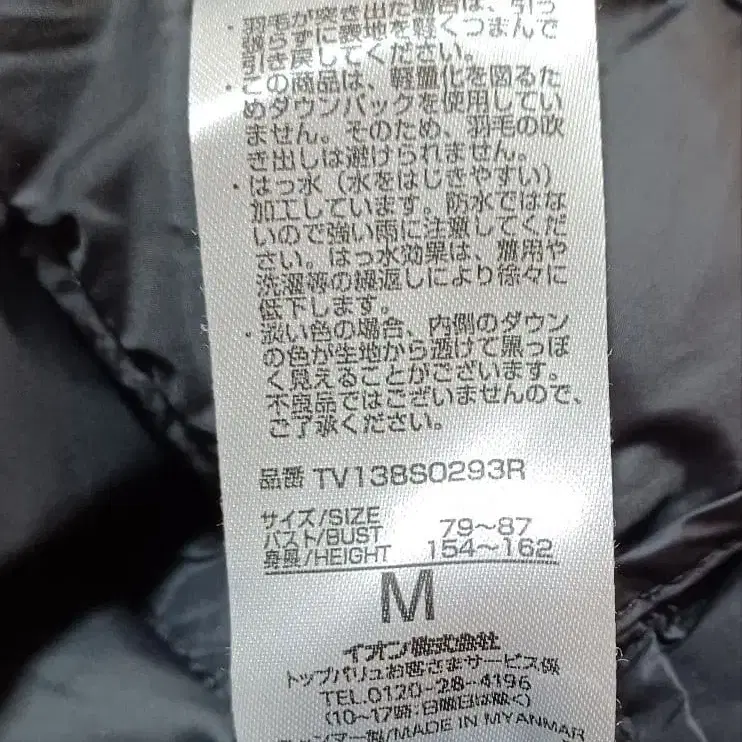 羽毛が突き出た場合は、引っ
張らずに裏地を軽くつまんで
引き戻してください。
・この商品は、軽量化を図るた
めダウンパックを使用してい
ません。そのため、羽毛の吹
き出しは避けられません。
・はっ水（水をはじきやすい）
加工しています。防水ではな
いので強い雨に注意してくだ
さい。はっ水効果は、着用や
洗濯等の繰返しにより徐々に
低下します。
・淡い色の場合、内側のダウン
の色が生地から透けて黒っぽ
く見えることがございます。
不良品ではございませんので、
ご了承ください。
品番 TV138S0293R
サイズ/SIZE
バスト/BUST 79～87
身長/HEIGHT 154～162
M
イオン株式会社
トップバリュお客さまサービス係
TEL.0120-28-4196
(10～17時:日曜日は除く)
ミャンマー製/MADE IN MYANMAR